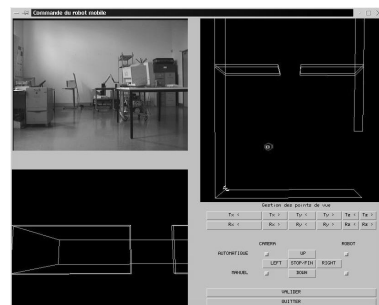 Commande du robot mobile
Gestion des points de vue
Tx < Tx > Ty < Ty > Tz < Tz >
Rx < Rx > Ry < Ry > Rz < Rz >
CAMERA ROBOT
AUTOMATIQUE UP
LEFT STOP/FIN RIGHT
MANUEL DOWN
VALIDER
QUITTER